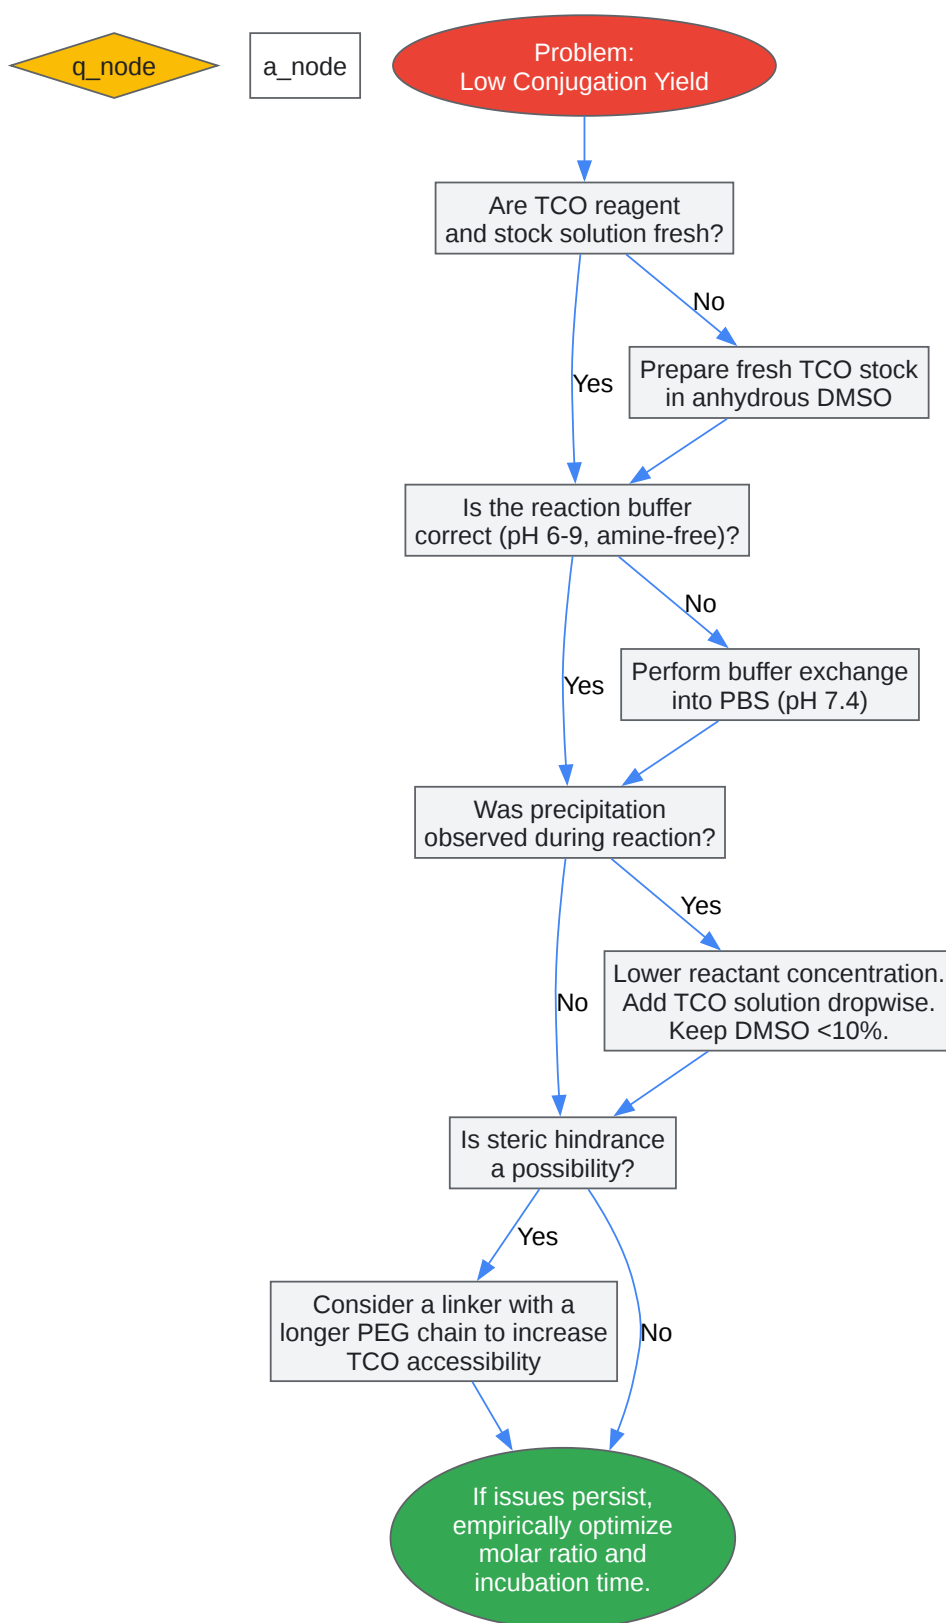 q_node
a_node
Problem:
Low Conjugation Yield
Are TCO reagent
and stock solution fresh?
No
Yes
Prepare fresh TCO stock
in anhydrous DMSO
Is the reaction buffer
correct (pH 6-9, amine-free)?
No
Yes
Perform buffer exchange
into PBS (pH 7.4)
Was precipitation
observed during reaction?
Yes
No
Lower reactant concentration.
Add TCO solution dropwise.
Keep DMSO <10%.
Is steric hindrance
a possibility?
Yes
No
Consider a linker with a
longer PEG chain to increase
TCO accessibility
If issues persist,
empirically optimize
molar ratio and
incubation time.